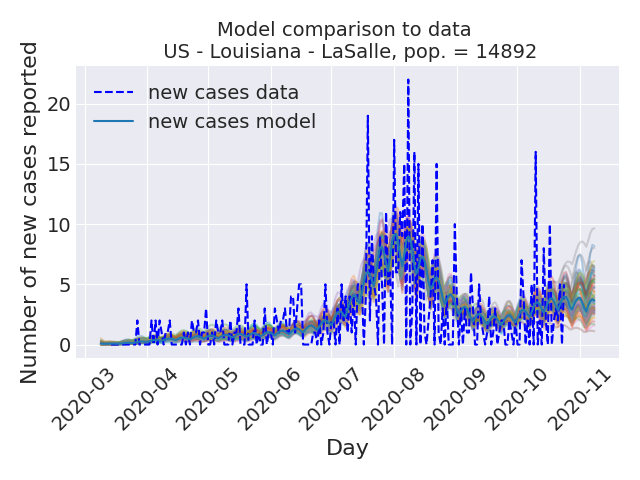 Model comparison to data
US - Louisiana - LaSalle, pop. = 14892
Number of new cases reported
20
15
10
5
0
new cases data
new cases model
2020-03
2020-04
2020-05
2020-06
2020-07
2020-08
2020-09
2020-10
2020-11
Day